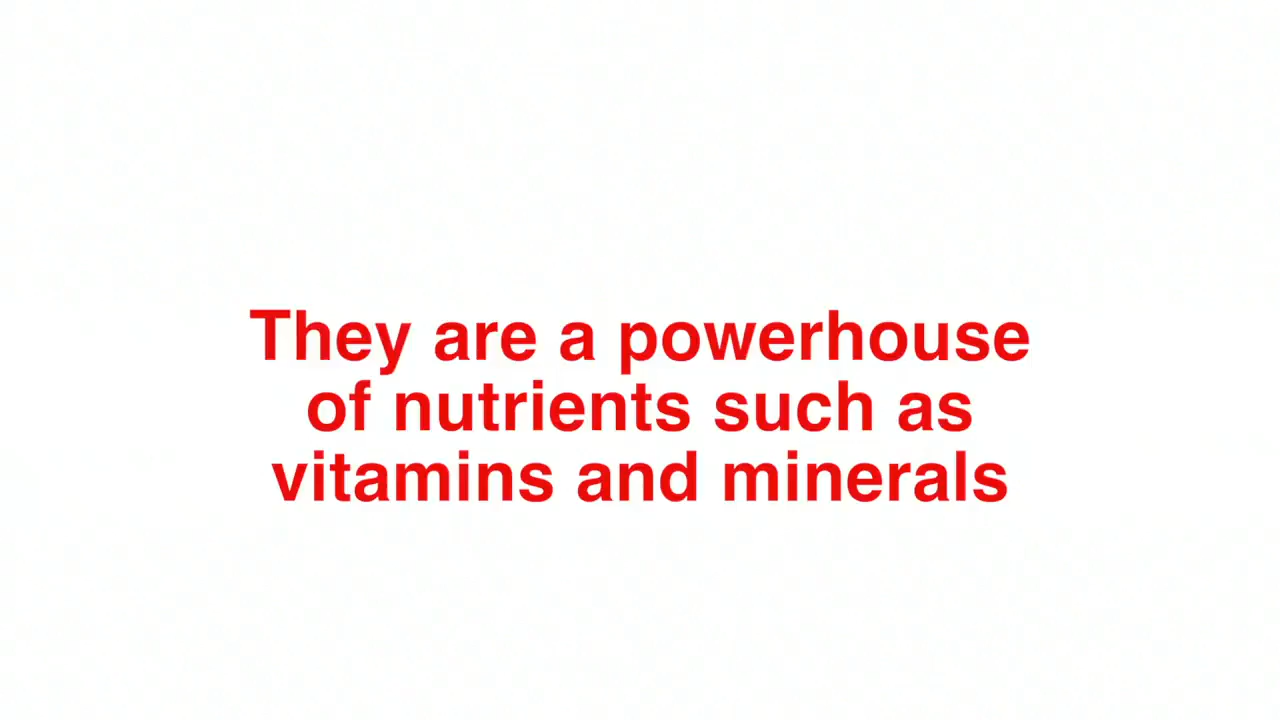 They are a powerhouse
of nutrients such as
vitamins and minerals